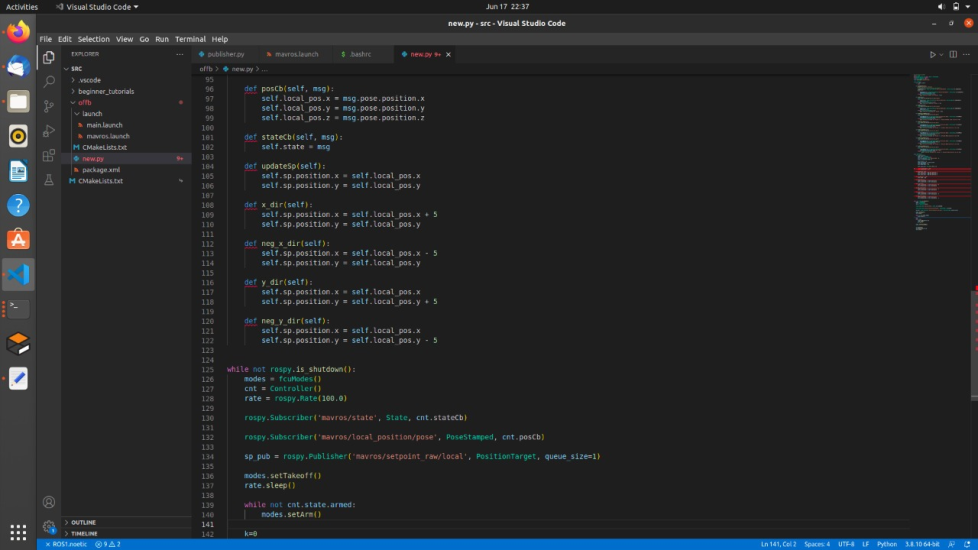 Activities
Visual Studio Code
Jun 17 22:37
new.py - src - Visual Studio Code
File Edit Selection View Go Run Terminal Help
EXPLORER
publisher.py
mavros.launch
$ .bashrc
new.py 9+
offb > new.py > ...
SRC
.vscode
beginner_tutorials
offb
launch
main.launch
mavros.launch
CMakeLists.txt
new.py 9+
package.xml
CMakeLists.txt
95
96 def posCb(self, msg):
97 self.local_pos.x = msg.pose.position.x
98 self.local_pos.y = msg.pose.position.y
99 self.local_pos.z = msg.pose.position.z
100
101 def stateCb(self, msg):
102 self.state = msg
103
104 def updateSp(self):
105 self.sp.position.x = self.local_pos.x
106 self.sp.position.y = self.local_pos.y
107
108 def x_dir(self):
109 self.sp.position.x = self.local_pos.x + 5
110 self.sp.position.y = self.local_pos.y
111
112 def neg_x_dir(self):
113 self.sp.position.x = self.local_pos.x - 5
114 self.sp.position.y = self.local_pos.y
115
116 def y_dir(self):
117 self.sp.position.x = self.local_pos.x
118 self.sp.position.y = self.local_pos.y + 5
119
120 def neg_y_dir(self):
121 self.sp.position.x = self.local_pos.x
122 self.sp.position.y = self.local_pos.y - 5
123
124
125 while not rospy.is_shutdown():
126 modes = fcuModes()
127 cnt = Controller()
128 rate = rospy.Rate(100.0)
129
130 rospy.Subscriber('mavros/state', State, cnt.stateCb)
131
132 rospy.Subscriber('mavros/local_position/pose', PoseStamped, cnt.posCb)
133
134 sp_pub = rospy.Publisher('mavros/setpoint_raw/local', PositionTarget, queue_size=1)
135
136 modes.setTakeoff()
137 rate.sleep()
138
139 while not cnt.state.armed:
140 modes.setArm()
141
142 k=0
OUTLINE
TIMELINE
ROS1.noetic 9 2
Ln 141, Col 2 Spaces: 4 UTF-8 LF Python 3.8.10 64-bit